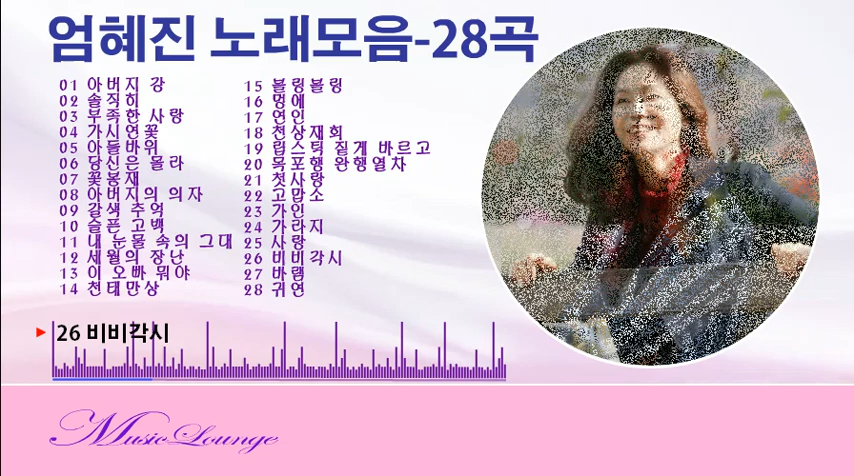 엄혜진 노래모음-28곡
01 아버지 강
02 솔직히
03 부족한 사랑
04 가시연꽃
05 아들바위
06 당신은 몰라
07 꽃봉재
08 아버지의 의자
09 갈색 추억
10 슬픈 고백
11 내 눈물 속의 그대
12 세월의 장난
13 이 오빠 뭐야
14 천태만상
15 볼링볼링
16 멍에
17 연인
18 천상재회
19 립스틱 짙게 바르고
20 목포행 완행열차
21 첫사랑
22 고맙소
23 가인
24 가라지
25 사랑
26 비비각시
27 바램
28 귀연
26 비비각시
MusicLounge